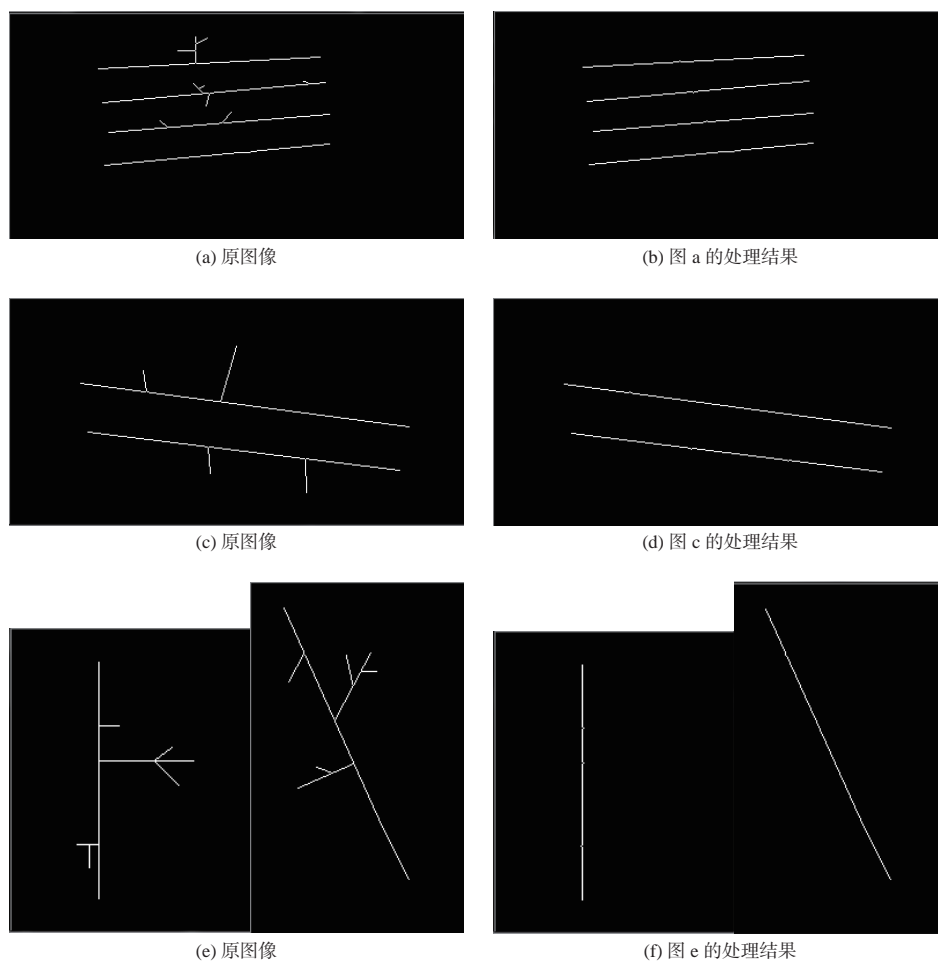 (a) 原图像
(b) 图 a 的处理结果
(c) 原图像
(d) 图 c 的处理结果
(e) 原图像
(f) 图 e 的处理结果